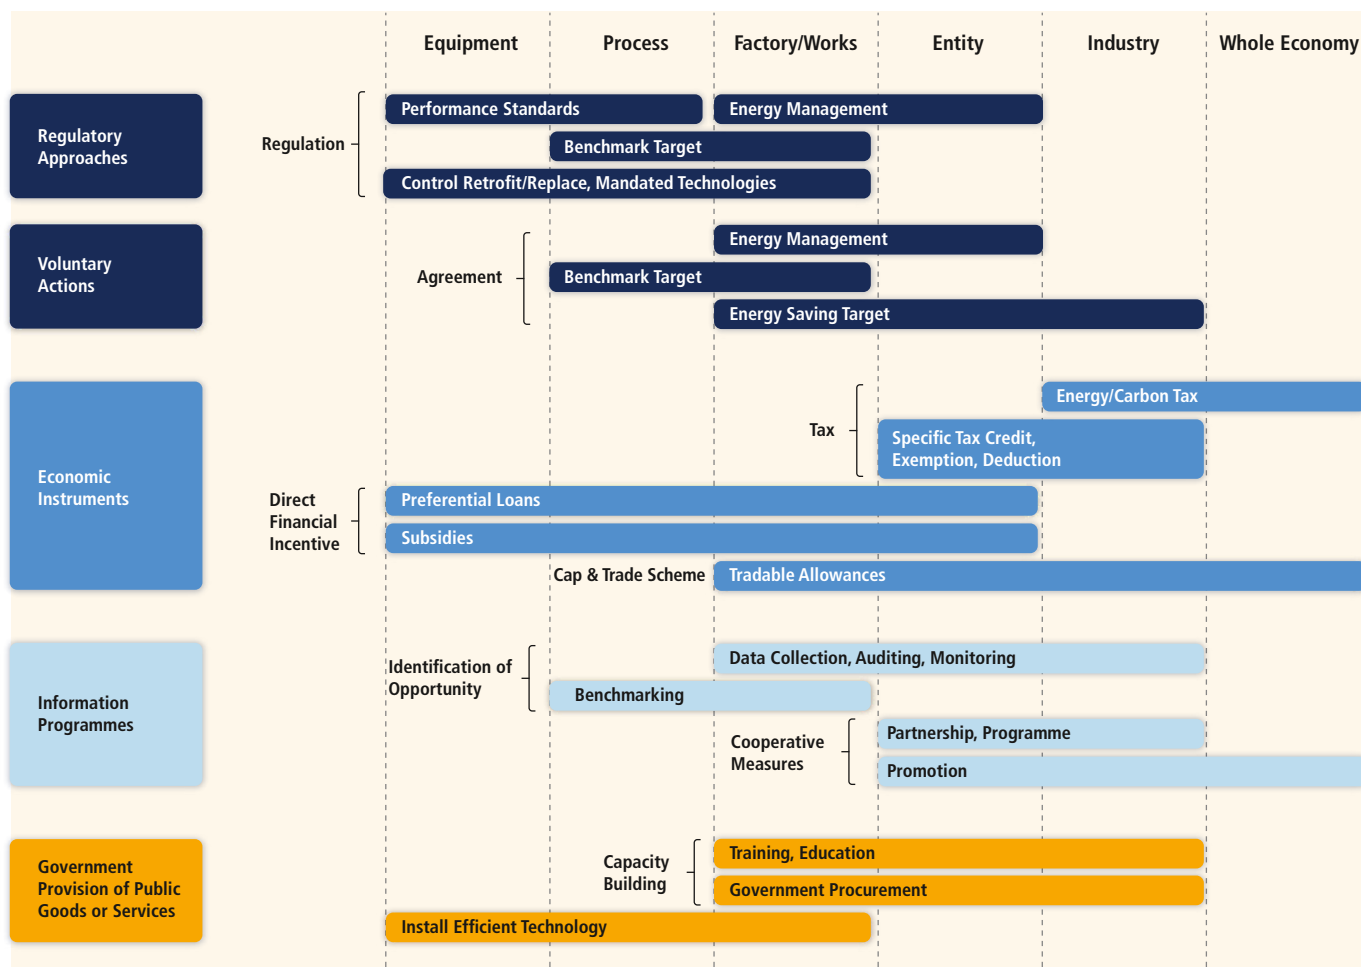 Equipment
Process
Factory/Works
Entity
Industry
Whole Economy
Regulatory
Approaches
Regulation
Performance Standards
Energy Management
Benchmark Target
Control Retrofit/Replace, Mandated Technologies
Voluntary
Actions
Agreement
Energy Management
Benchmark Target
Energy Saving Target
Economic
Instruments
Tax
Energy/Carbon Tax
Specific Tax Credit,
Exemption, Deduction
Direct
Financial
Incentive
Preferential Loans
Subsidies
Cap & Trade Scheme
Tradable Allowances
Information
Programmes
Identification of
Opportunity
Data Collection, Auditing, Monitoring
Benchmarking
Cooperative
Measures
Partnership, Programme
Promotion
Government
Provision of Public
Goods or Services
Capacity
Building
Training, Education
Government Procurement
Install Efficient Technology